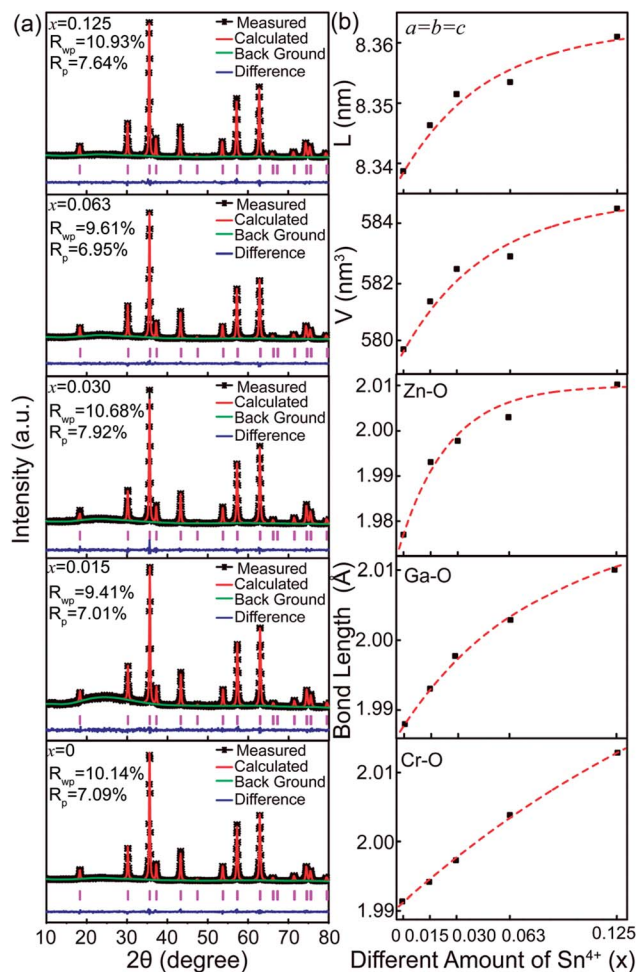 (a)
x=0.125
Rwp=10.93%
Rp=7.64%
Measured
Calculated
Back Ground
Difference
x=0.063
Rwp=9.61%
Rp=6.95%
Measured
Calculated
Back Ground
Difference
x=0.030
Rwp=10.68%
Rp=7.92%
Measured
Calculated
Back Ground
Difference
x=0.015
Rwp=9.41%
Rp=7.01%
Measured
Calculated
Back Ground
Difference
x=0
Rwp=10.14%
Rp=7.09%
Measured
Calculated
Back Ground
Difference
Intensity (a.u.)
10 20 30 40 50 60 70 80
2θ (degree)
(b)
a=b=c
L (nm)
8.36
8.35
8.34
V (nm³)
584
582
580
Zn-O
2.01
2.00
1.99
1.98
Bond Length (Å)
Ga-O
2.01
2.00
1.99
Cr-O
2.01
2.00
1.99
0 0.015 0.030 0.063 0.125
Different Amount of Sn⁴⁺ (x)